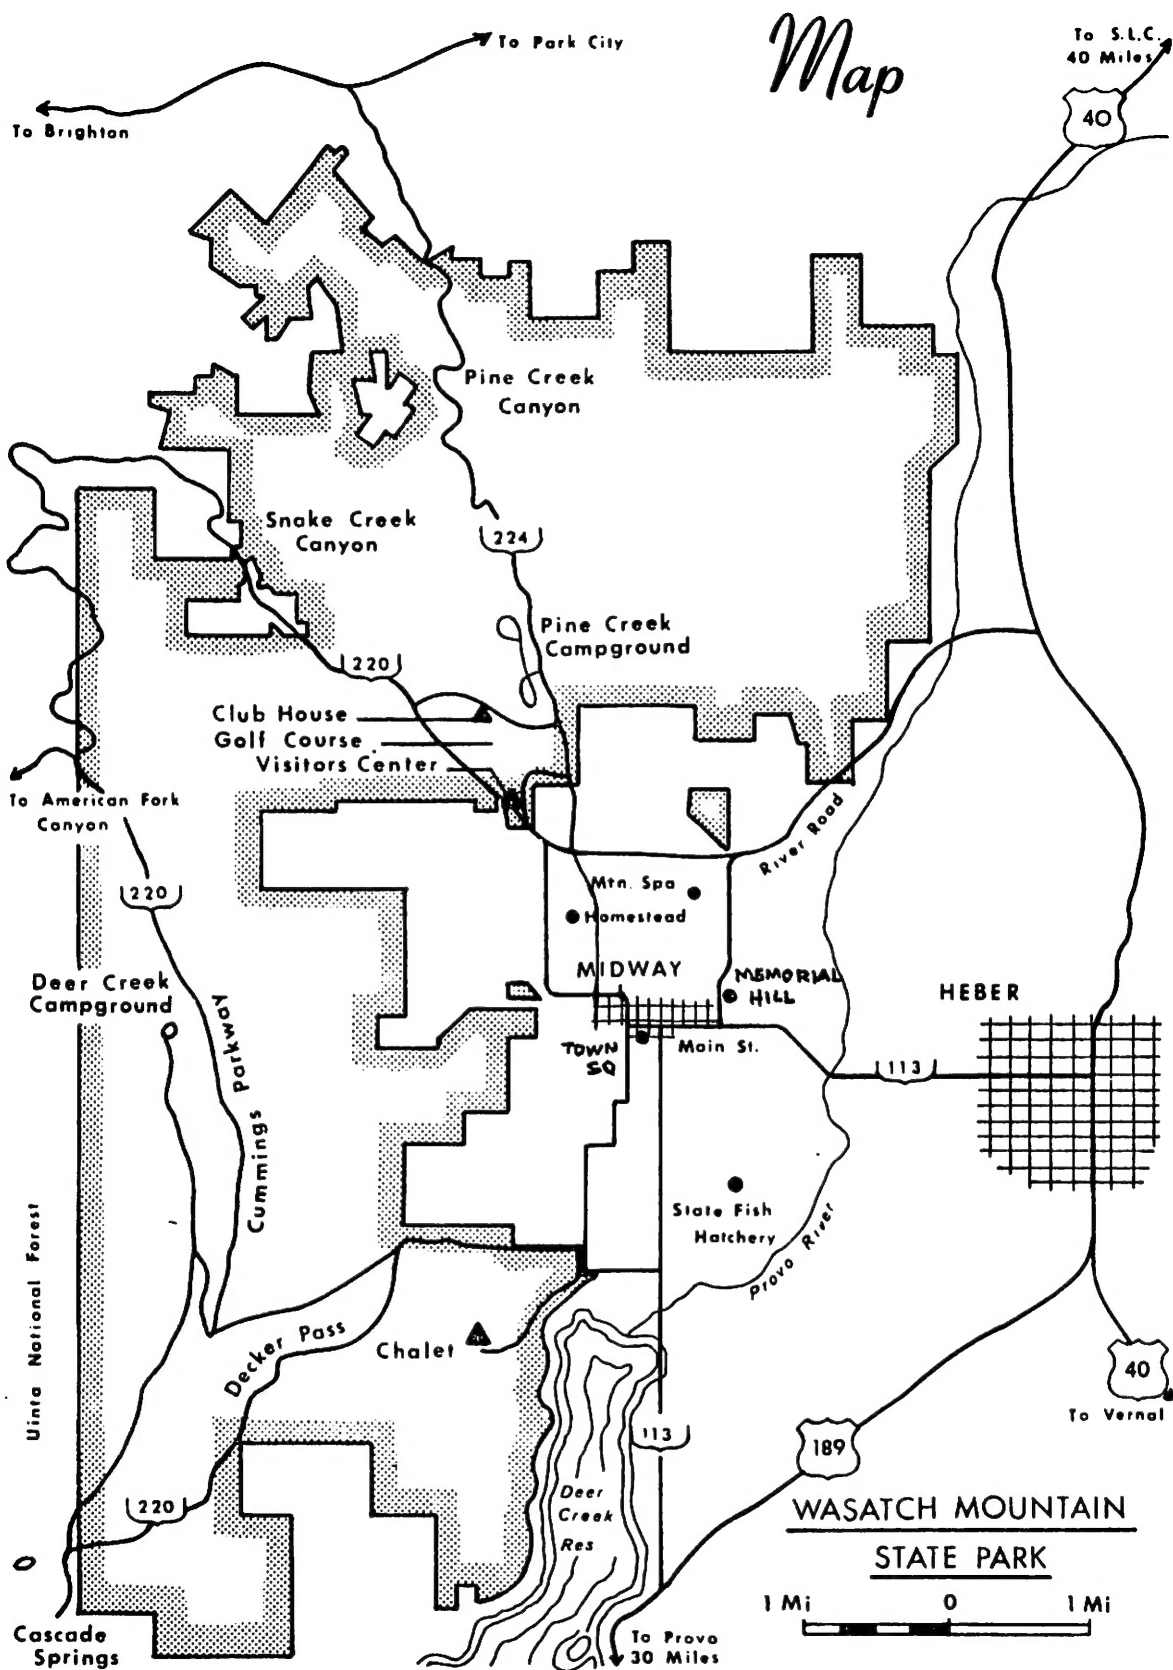 Map
To Park City
To S.L.C.
40 Miles
40
To Brighton
Pine Creek
Canyon
Snake Creek
Canyon
224
Pine Creek
Campground
220
Club House
Golf Course
Visitors Center
To American Fork
Canyon
River Road
220
Mtn. Spa
Homestead
Deer Creek
Campground
MIDWAY
MEMORIAL
HILL
HEBER
Cummings Parkway
TOWN
SQ
Main St.
113
State Fish
Hatchery
Provo River
Uinta National Forest
Decker Pass
Chalet
40
To Vernal
113
189
Deer
Creek
Res
220
WASATCH MOUNTAIN
STATE PARK
1 Mi 0 1 Mi
Cascade
Springs
To Provo
30 Miles